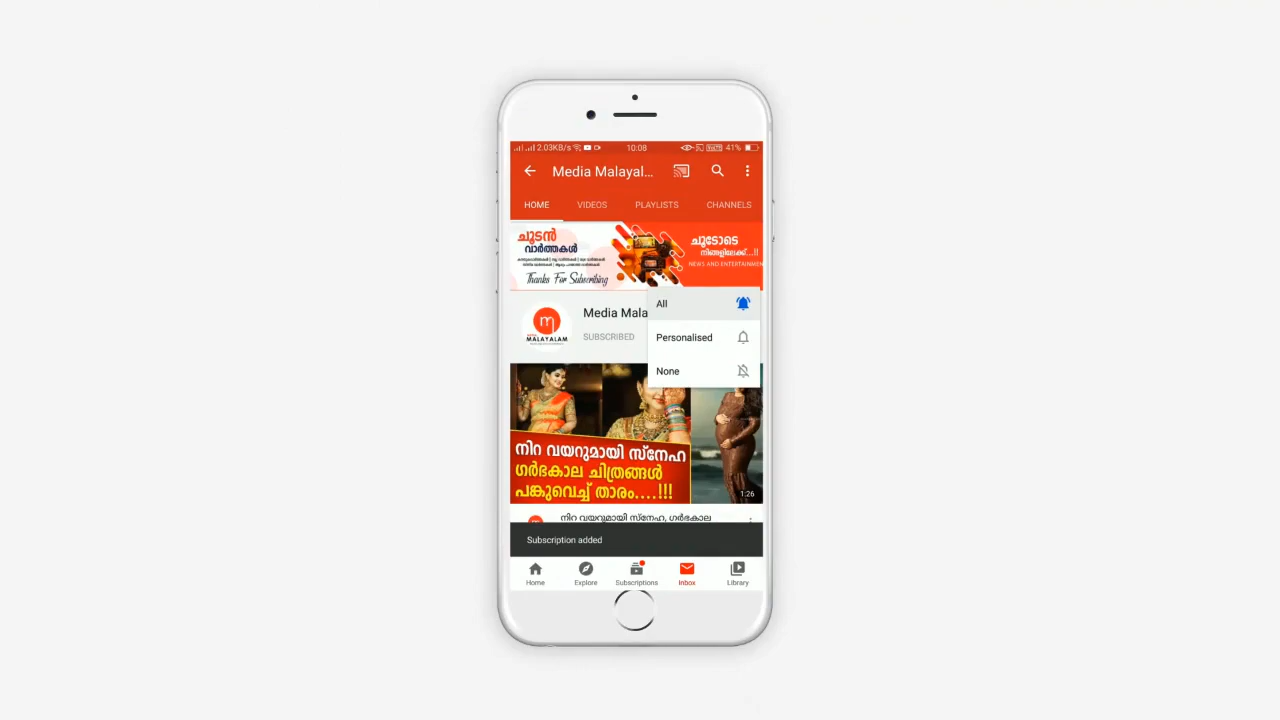 2.03KB/s
10:08
41%
Media Malayal...
HOME
VIDEOS
PLAYLISTS
CHANNELS
ചൂടൻ
വാർത്തകൾ
Thanks For Subscribing
ചൂടോടെ
നിങ്ങളിലേക്ക്...!!
NEWS AND ENTERTAINMEN
Media Mala
SUBSCRIBED
m
MALAYALAM
All
Personalised
None
നിറ വയറുമായി സ്നേഹ
ഗർഭകാല ചിത്രങ്ങൾ
പങ്കുവെച്ച് താരം....!!!
1:26
നിറ വയറുമായി സ്നേഹ, ഗർഭകാല
Subscription added
Home
Explore
Subscriptions
Inbox
Library